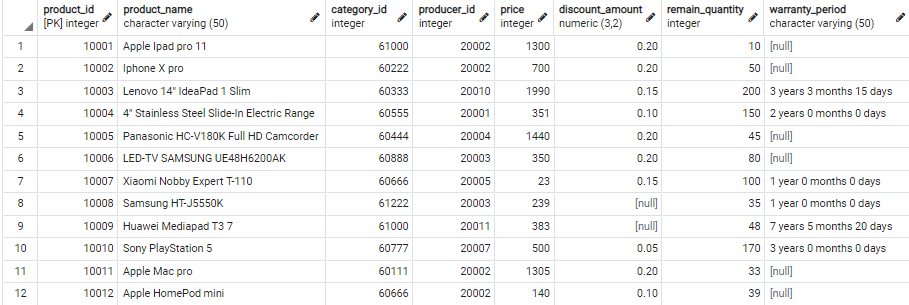 product_id product_name category_id producer_id price discount_amount remain_quantity warranty_period
[PK] integer character varying (50) integer integer integer numeric (3,2) integer character varying (50)
1 10001 Apple Ipad pro 11 61000 20002 1300 0.20 10 [null]
2 10002 Iphone X pro 60222 20002 700 0.20 50 [null]
3 10003 Lenovo 14" IdeaPad 1 Slim 60333 20010 1990 0.15 200 3 years 3 months 15 days
4 10004 4" Stainless Steel Slide-In Electric Range 60555 20001 351 0.10 150 2 years 0 months 0 days
5 10005 Panasonic HC-V180K Full HD Camcorder 60444 20004 1440 0.20 45 [null]
6 10006 LED-TV SAMSUNG UE48H6200AK 60888 20003 350 0.20 80 [null]
7 10007 Xiaomi Nobby Expert T-110 60666 20005 23 0.15 100 1 year 0 months 0 days
8 10008 Samsung HT-J5550K 61222 20003 239 [null] 35 1 year 0 months 0 days
9 10009 Huawei Mediapad T3 7 61000 20011 383 [null] 48 7 years 5 months 20 days
10 10010 Sony PlayStation 5 60777 20007 500 0.05 170 3 years 0 months 0 days
11 10011 Apple Mac pro 60111 20002 1305 0.20 33 [null]
12 10012 Apple HomePod mini 60666 20002 140 0.10 39 [null]